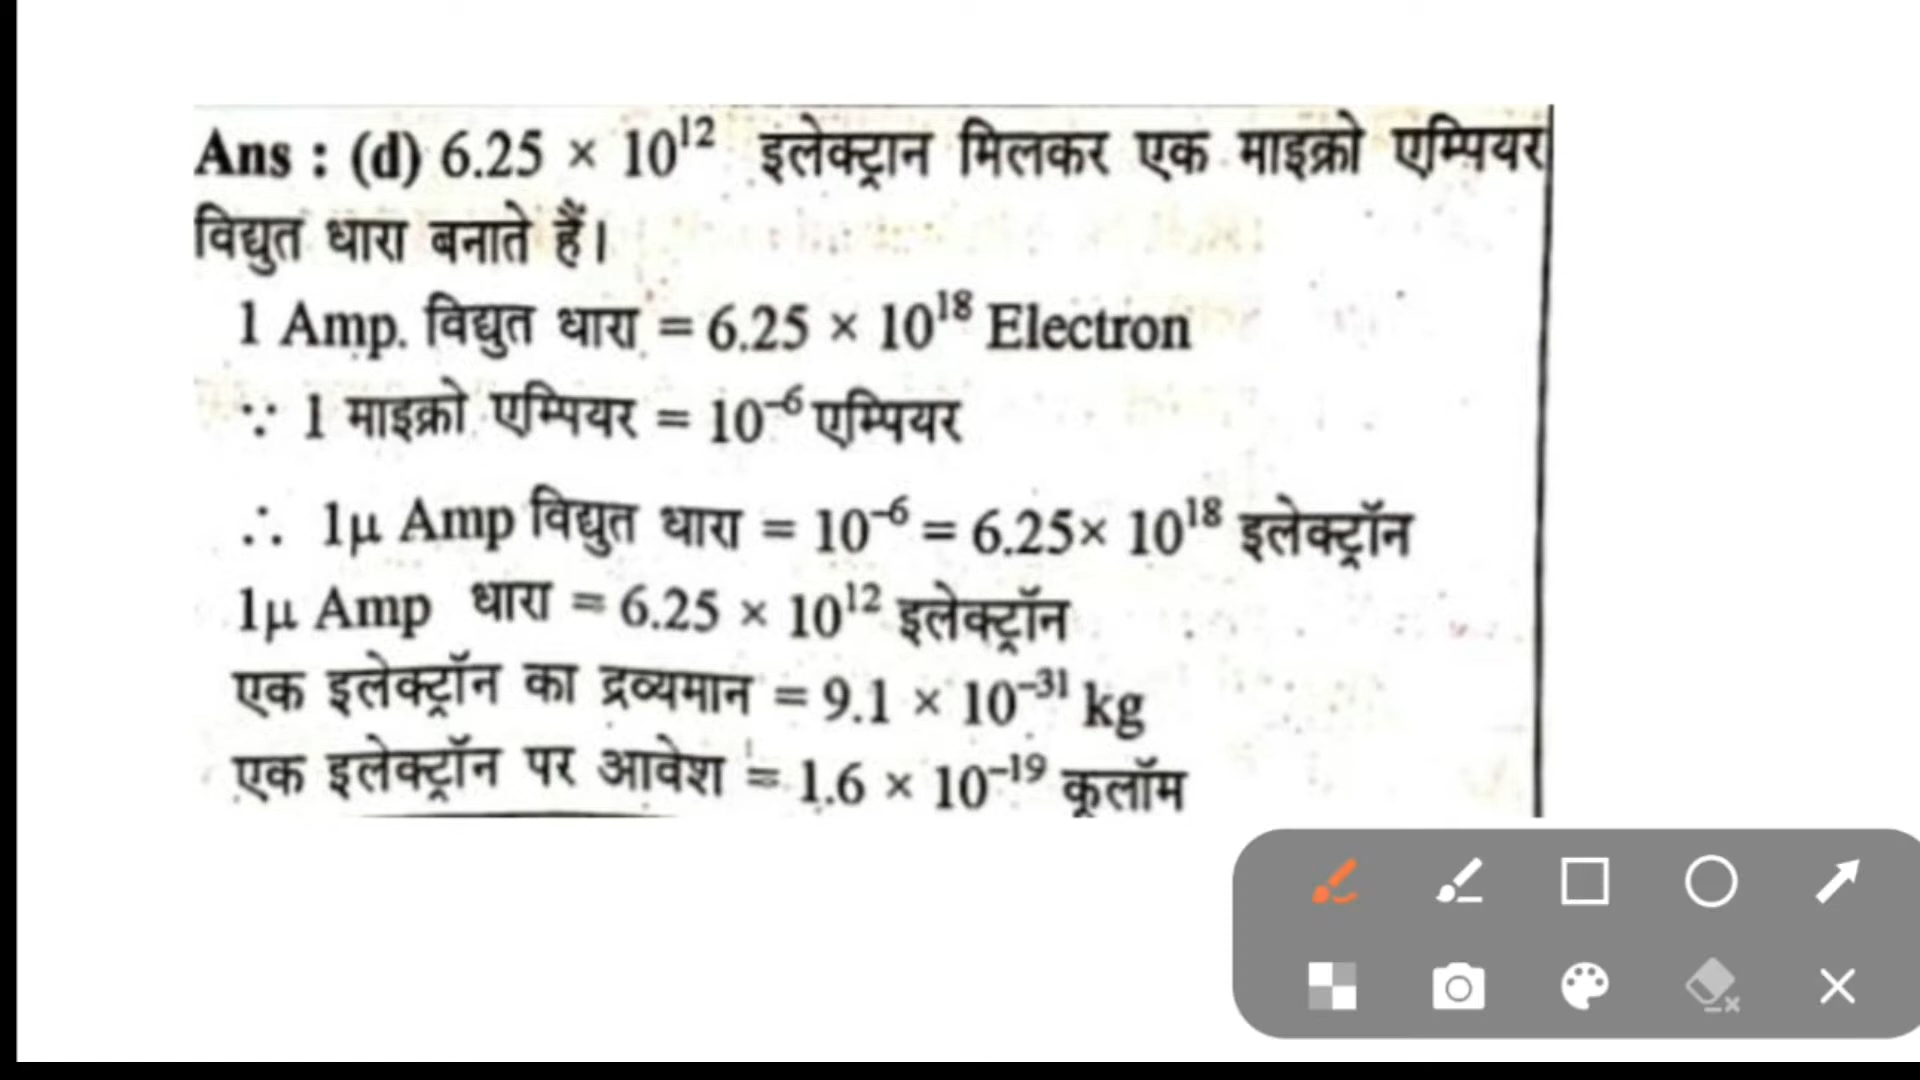 Ans : (d) 6.25 × 10¹² इलेक्ट्रान मिलकर एक माइक्रो एम्पियर
विद्युत धारा बनाते हैं।
1 Amp. विद्युत धारा = 6.25 × 10¹⁸ Electron
∵ 1 माइक्रो एम्पियर = 10⁻⁶ एम्पियर
∴ 1μ Amp विद्युत धारा = 10⁻⁶ = 6.25× 10¹⁸ इलेक्ट्रॉन
1μ Amp धारा = 6.25 × 10¹² इलेक्ट्रॉन
एक इलेक्ट्रॉन का द्रव्यमान = 9.1 × 10⁻³¹ kg
एक इलेक्ट्रॉन पर आवेश = 1.6 × 10⁻¹⁹ कूलॉम